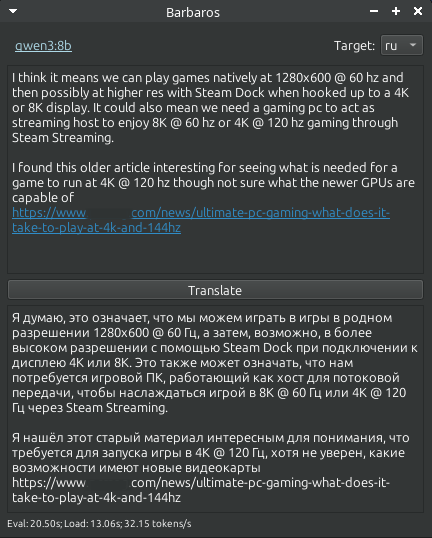 Barbaros
qwen3:8b
Target: ru
I think it means we can play games natively at 1280x600 @ 60 hz and
then possibly at higher res with Steam Dock when hooked up to a 4K
or 8K display. It could also mean we need a gaming pc to act as
streaming host to enjoy 8K @ 60 hz or 4K @ 120 hz gaming through
Steam Streaming.
I found this older article interesting for seeing what is needed for a
game to run at 4K @ 120 hz though not sure what the newer GPUs are
capable of
https://www .com/news/ultimate-pc-gaming-what-does-it-
take-to-play-at-4k-and-144hz
Translate
Я думаю, это означает, что мы можем играть в игры в родном
разрешении 1280x600 @ 60 Гц, а затем, возможно, в более
высоком разрешении с помощью Steam Dock при подключении к
дисплею 4K или 8K. Это также может означать, что нам
потребуется игровой ПК, работающий как хост для потоковой
передачи, чтобы наслаждаться игрой в 8K @ 60 Гц или 4K @ 120
Гц через Steam Streaming.
Я нашёл этот старый материал интересным для понимания, что
требуется для запуска игры в 4K @ 120 Гц, хотя не уверен, какие
возможности имеют новые видеокарты
https://www .com/news/ultimate-pc-gaming-what-does-it-
take-to-play-at-4k-and-144hz
Eval: 20.50s; Load: 13.06s; 32.15 tokens/s